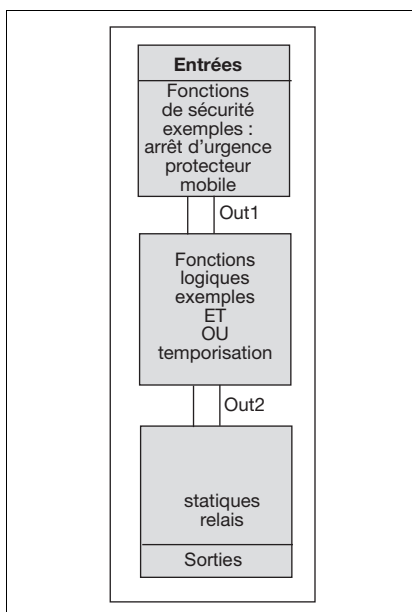 Entrées
Fonctions
de sécurité
exemples :
arrêt d'urgence
protecteur
mobile
Out1
Fonctions
logiques
exemples
ET
OU
temporisation
Out2
statiques
relais
Sorties